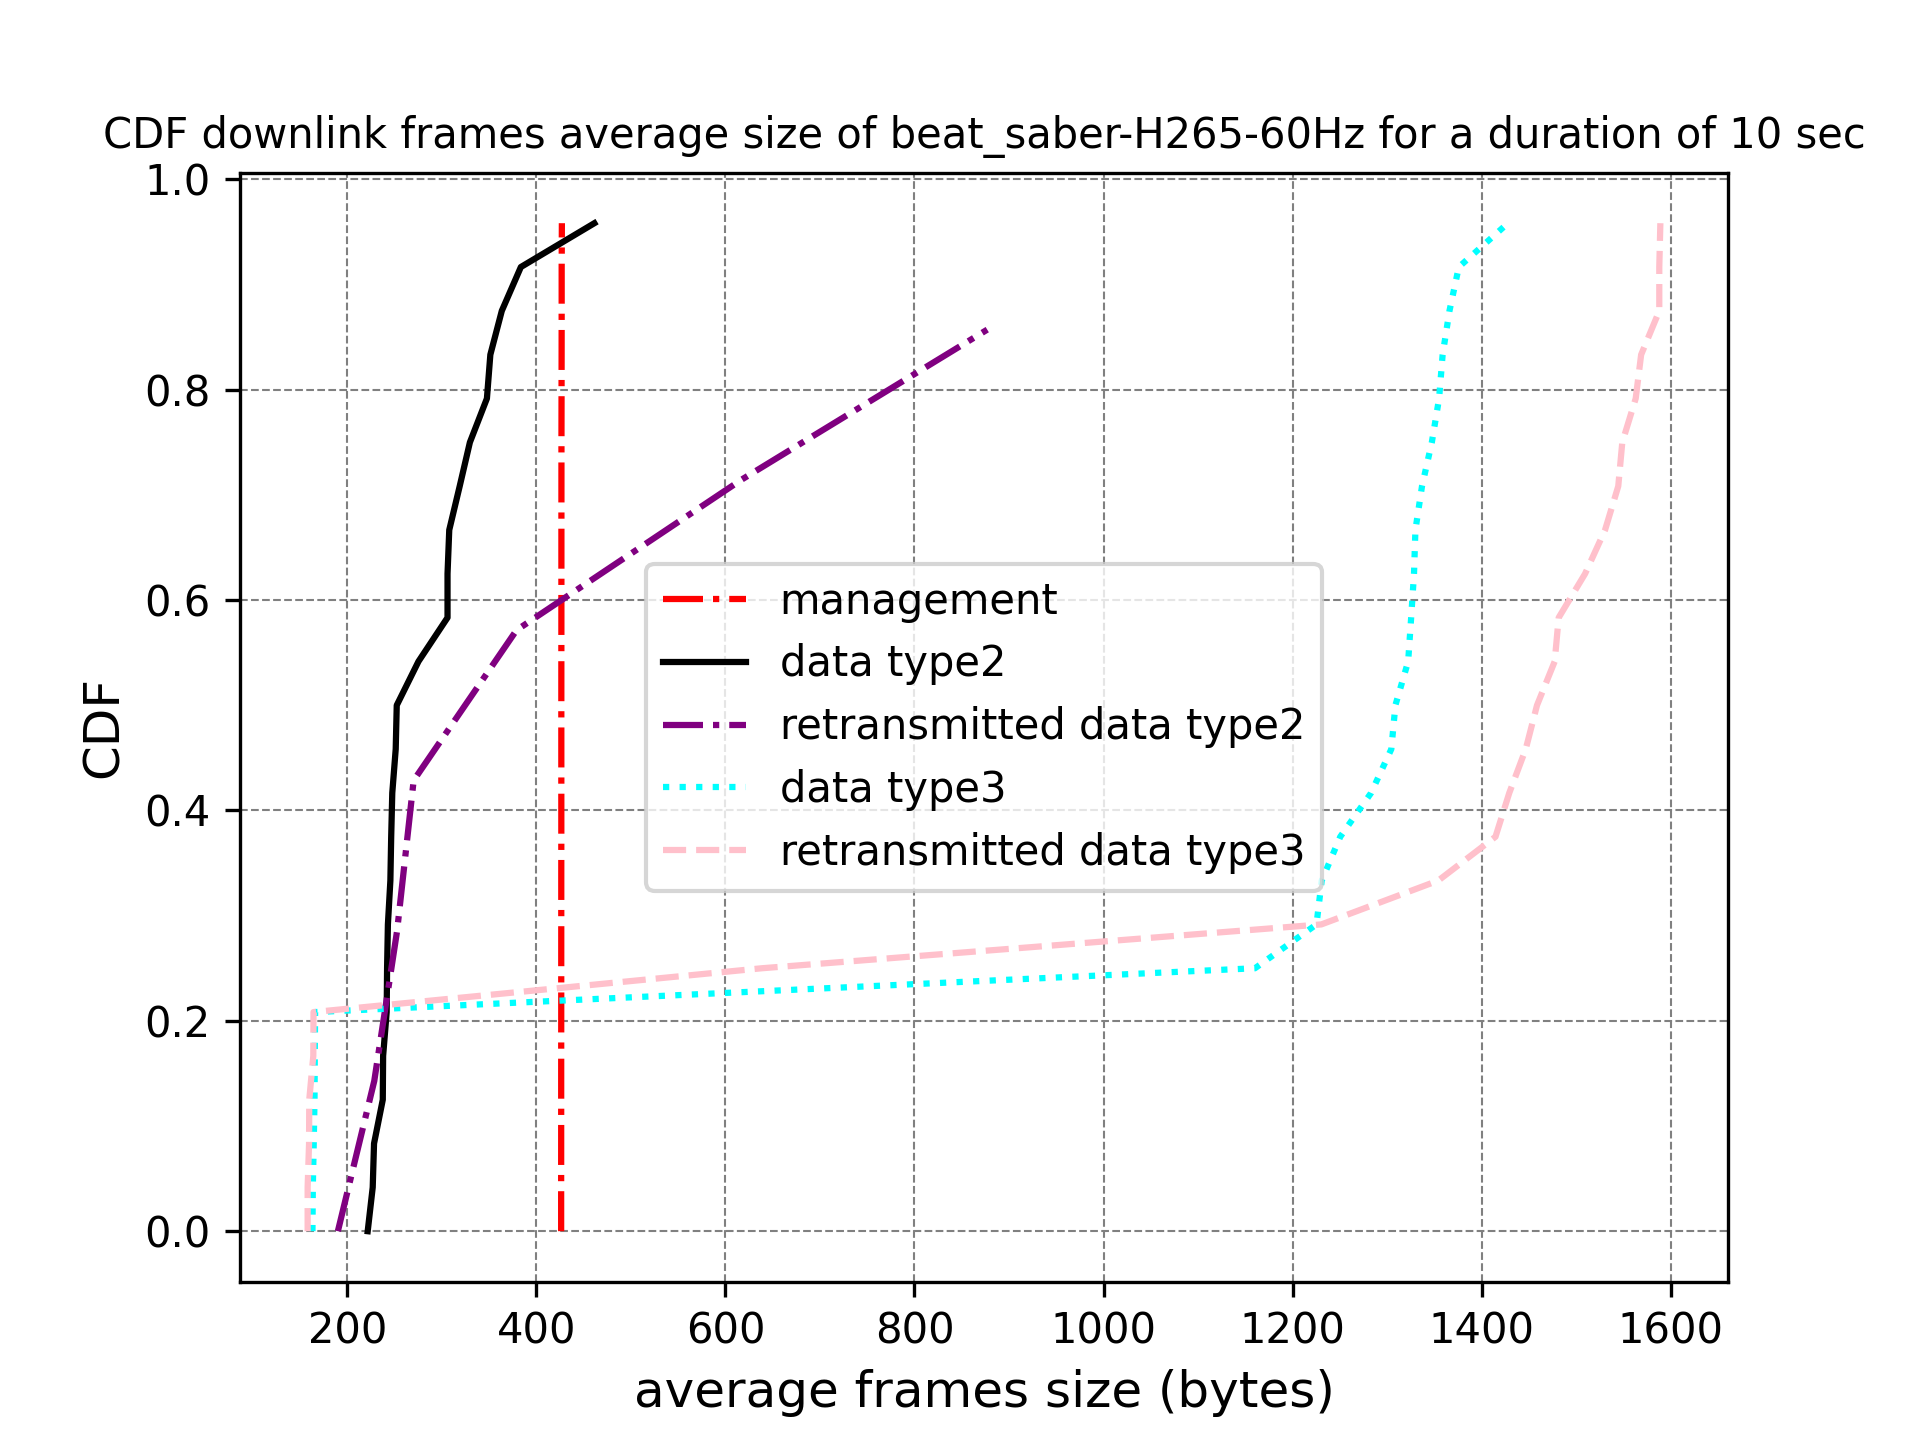 CDF downlink frames average size of beat_saber-H265-60Hz for a duration of 10 sec
1.0
0.8
0.6
0.4
0.2
0.0
CDF
management
data type2
retransmitted data type2
data type3
retransmitted data type3
200 400 600 800 1000 1200 1400 1600
average frames size (bytes)